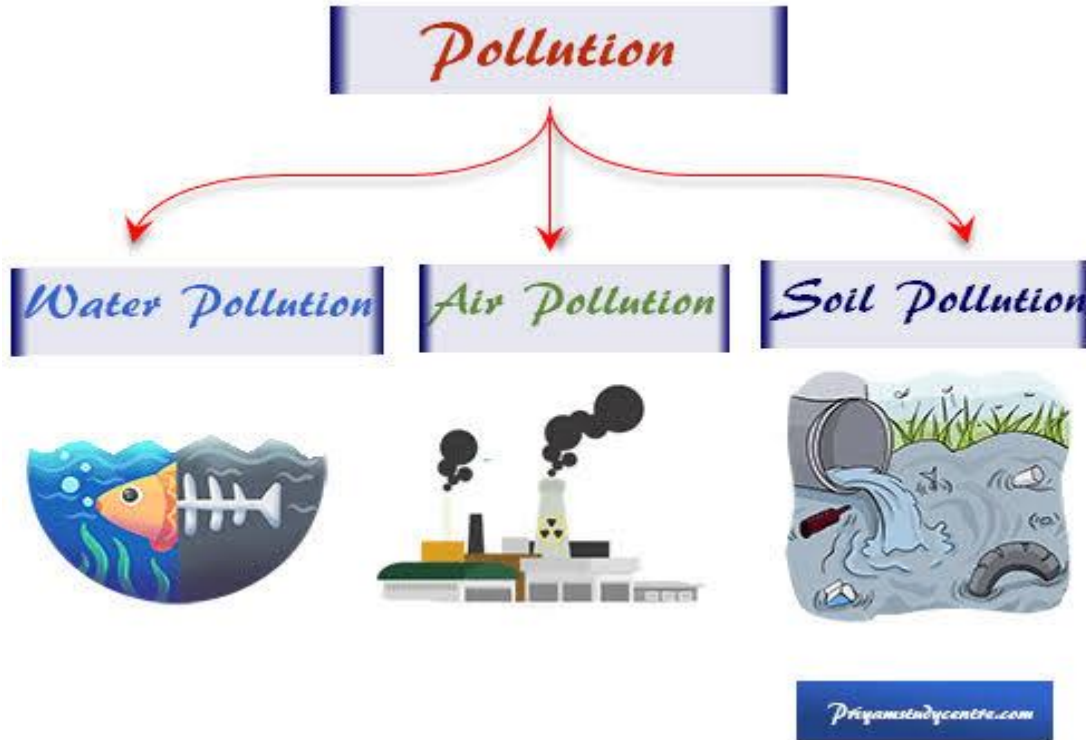 Pollution
Water Pollution
Air Pollution
Soil Pollution
Priyamstudycentre.com